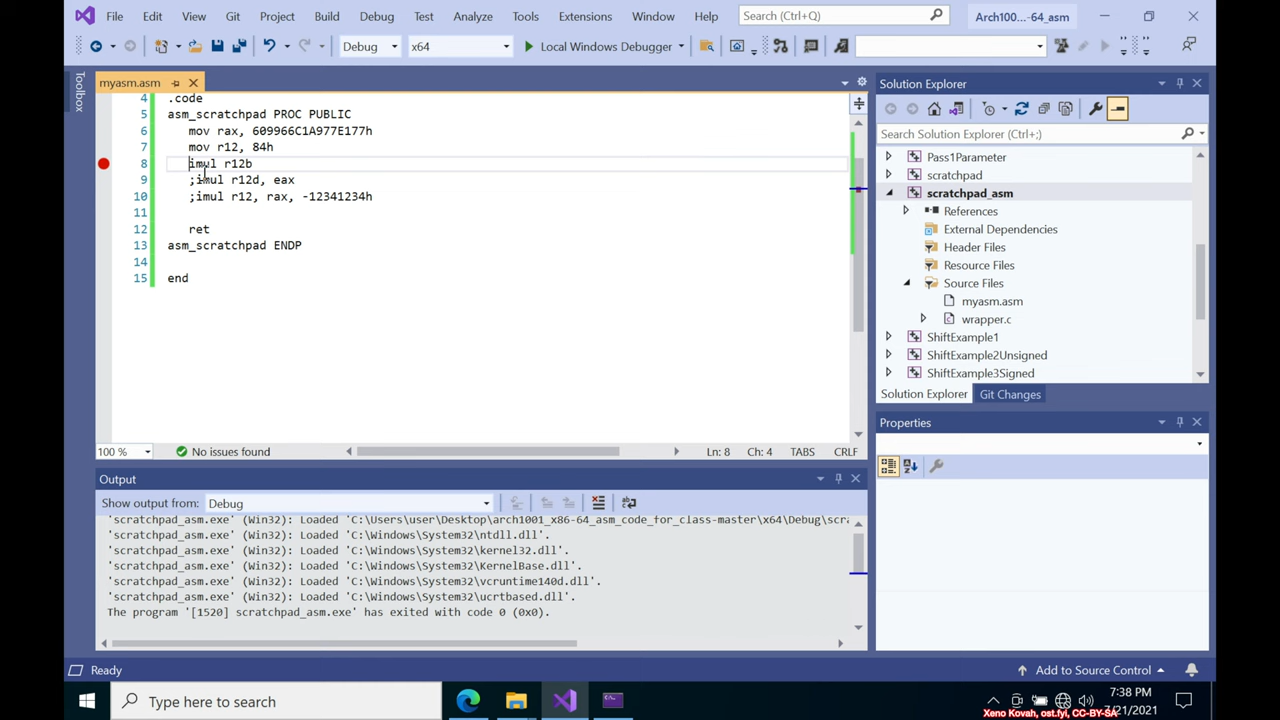 File Edit View Git Project Build Debug Test Analyze Tools Extensions Window Help Search (Ctrl+Q) Arch100...-64_asm
Debug x64 Local Windows Debugger
Toolbox
myasm.asm
4 .code
5 asm_scratchpad PROC PUBLIC
6 mov rax, 609966C1A977E177h
7 mov r12, 84h
8 imul r12b
9 ;imul r12d, eax
10 ;imul r12, rax, -12341234h
11
12 ret
13 asm_scratchpad ENDP
14
15 end
100 % No issues found Ln: 8 Ch: 4 TABS CRLF
Output
Show output from: Debug
'scratchpad_asm.exe' (Win32): Loaded 'C:\Users\user\Desktop\arch1001_x86-64_asm_code_for_class-master\x64\Debug\scra
'scratchpad_asm.exe' (Win32): Loaded 'C:\Windows\System32\ntdll.dll'.
'scratchpad_asm.exe' (Win32): Loaded 'C:\Windows\System32\kernel32.dll'.
'scratchpad_asm.exe' (Win32): Loaded 'C:\Windows\System32\KernelBase.dll'.
'scratchpad_asm.exe' (Win32): Loaded 'C:\Windows\System32\vcruntime140d.dll'.
'scratchpad_asm.exe' (Win32): Loaded 'C:\Windows\System32\ucrtbased.dll'.
The program '[1520] scratchpad_asm.exe' has exited with code 0 (0x0).
Solution Explorer
Search Solution Explorer (Ctrl+;)
Pass1Parameter
scratchpad
scratchpad_asm
References
External Dependencies
Header Files
Resource Files
Source Files
myasm.asm
wrapper.c
ShiftExample1
ShiftExample2Unsigned
ShiftExample3Signed
Solution Explorer Git Changes
Properties
Ready Add to Source Control
Type here to search
7:38 PM
7/21/2021
Xeno Kovah, ost.fyi, CC-BY-SA